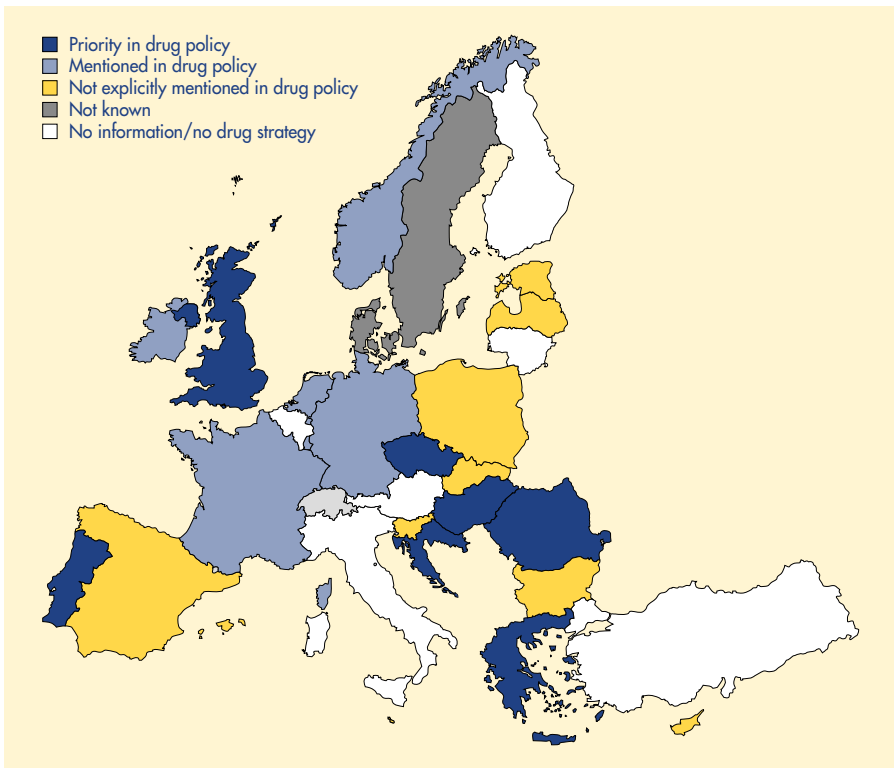 Priority in drug policy
Mentioned in drug policy
Not explicitly mentioned in drug policy
Not known
No information/no drug strategy